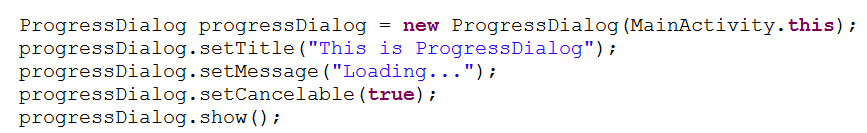 ProgressDialog progressDialog = new ProgressDialog(MainActivity.this);
progressDialog.setTitle("This is ProgressDialog");
progressDialog.setMessage("Loading...");
progressDialog.setCancelable(true);
progressDialog.show();